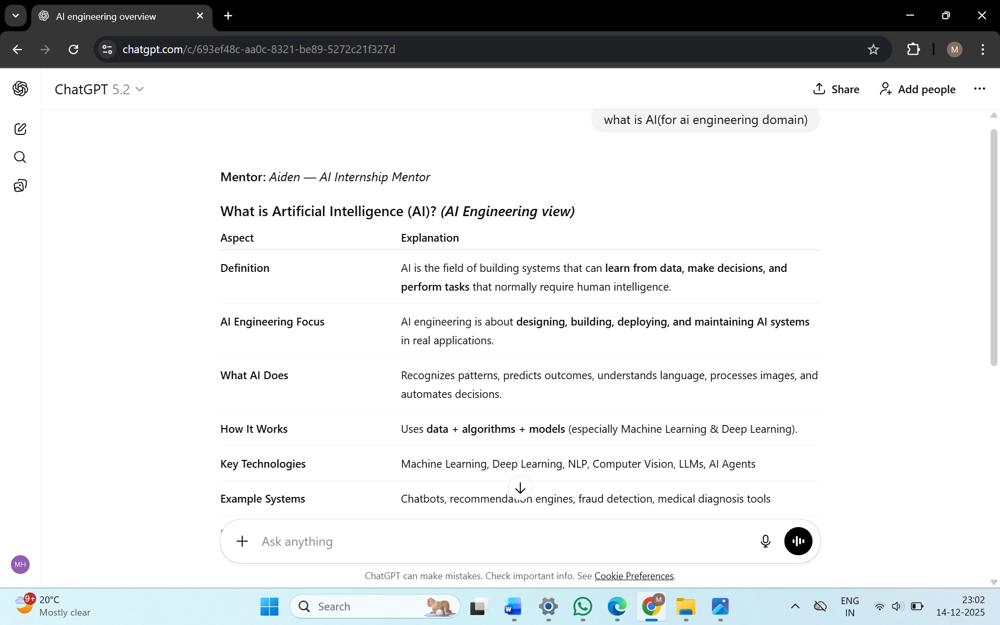 AI engineering overview
chatgpt.com/c/693ef48c-aa0c-8321-be89-5272c21f327d
M
ChatGPT 5.2
Share
Add people
what is AI(for ai engineering domain)
Mentor: Aiden — AI Internship Mentor
What is Artificial Intelligence (AI)? (AI Engineering view)
Aspect Explanation
Definition AI is the field of building systems that can learn from data, make decisions, and
perform tasks that normally require human intelligence.
AI Engineering Focus AI engineering is about designing, building, deploying, and maintaining AI systems
in real applications.
What AI Does Recognizes patterns, predicts outcomes, understands language, processes images, and
automates decisions.
How It Works Uses data + algorithms + models (especially Machine Learning & Deep Learning).
Key Technologies Machine Learning, Deep Learning, NLP, Computer Vision, LLMs, AI Agents
Example Systems Chatbots, recommendation engines, fraud detection, medical diagnosis tools
Ask anything
MH
ChatGPT can make mistakes. Check important info. See Cookie Preferences.
9+
20°C
Mostly clear
Search
W
M
ENG
IN
23:02
14-12-2025